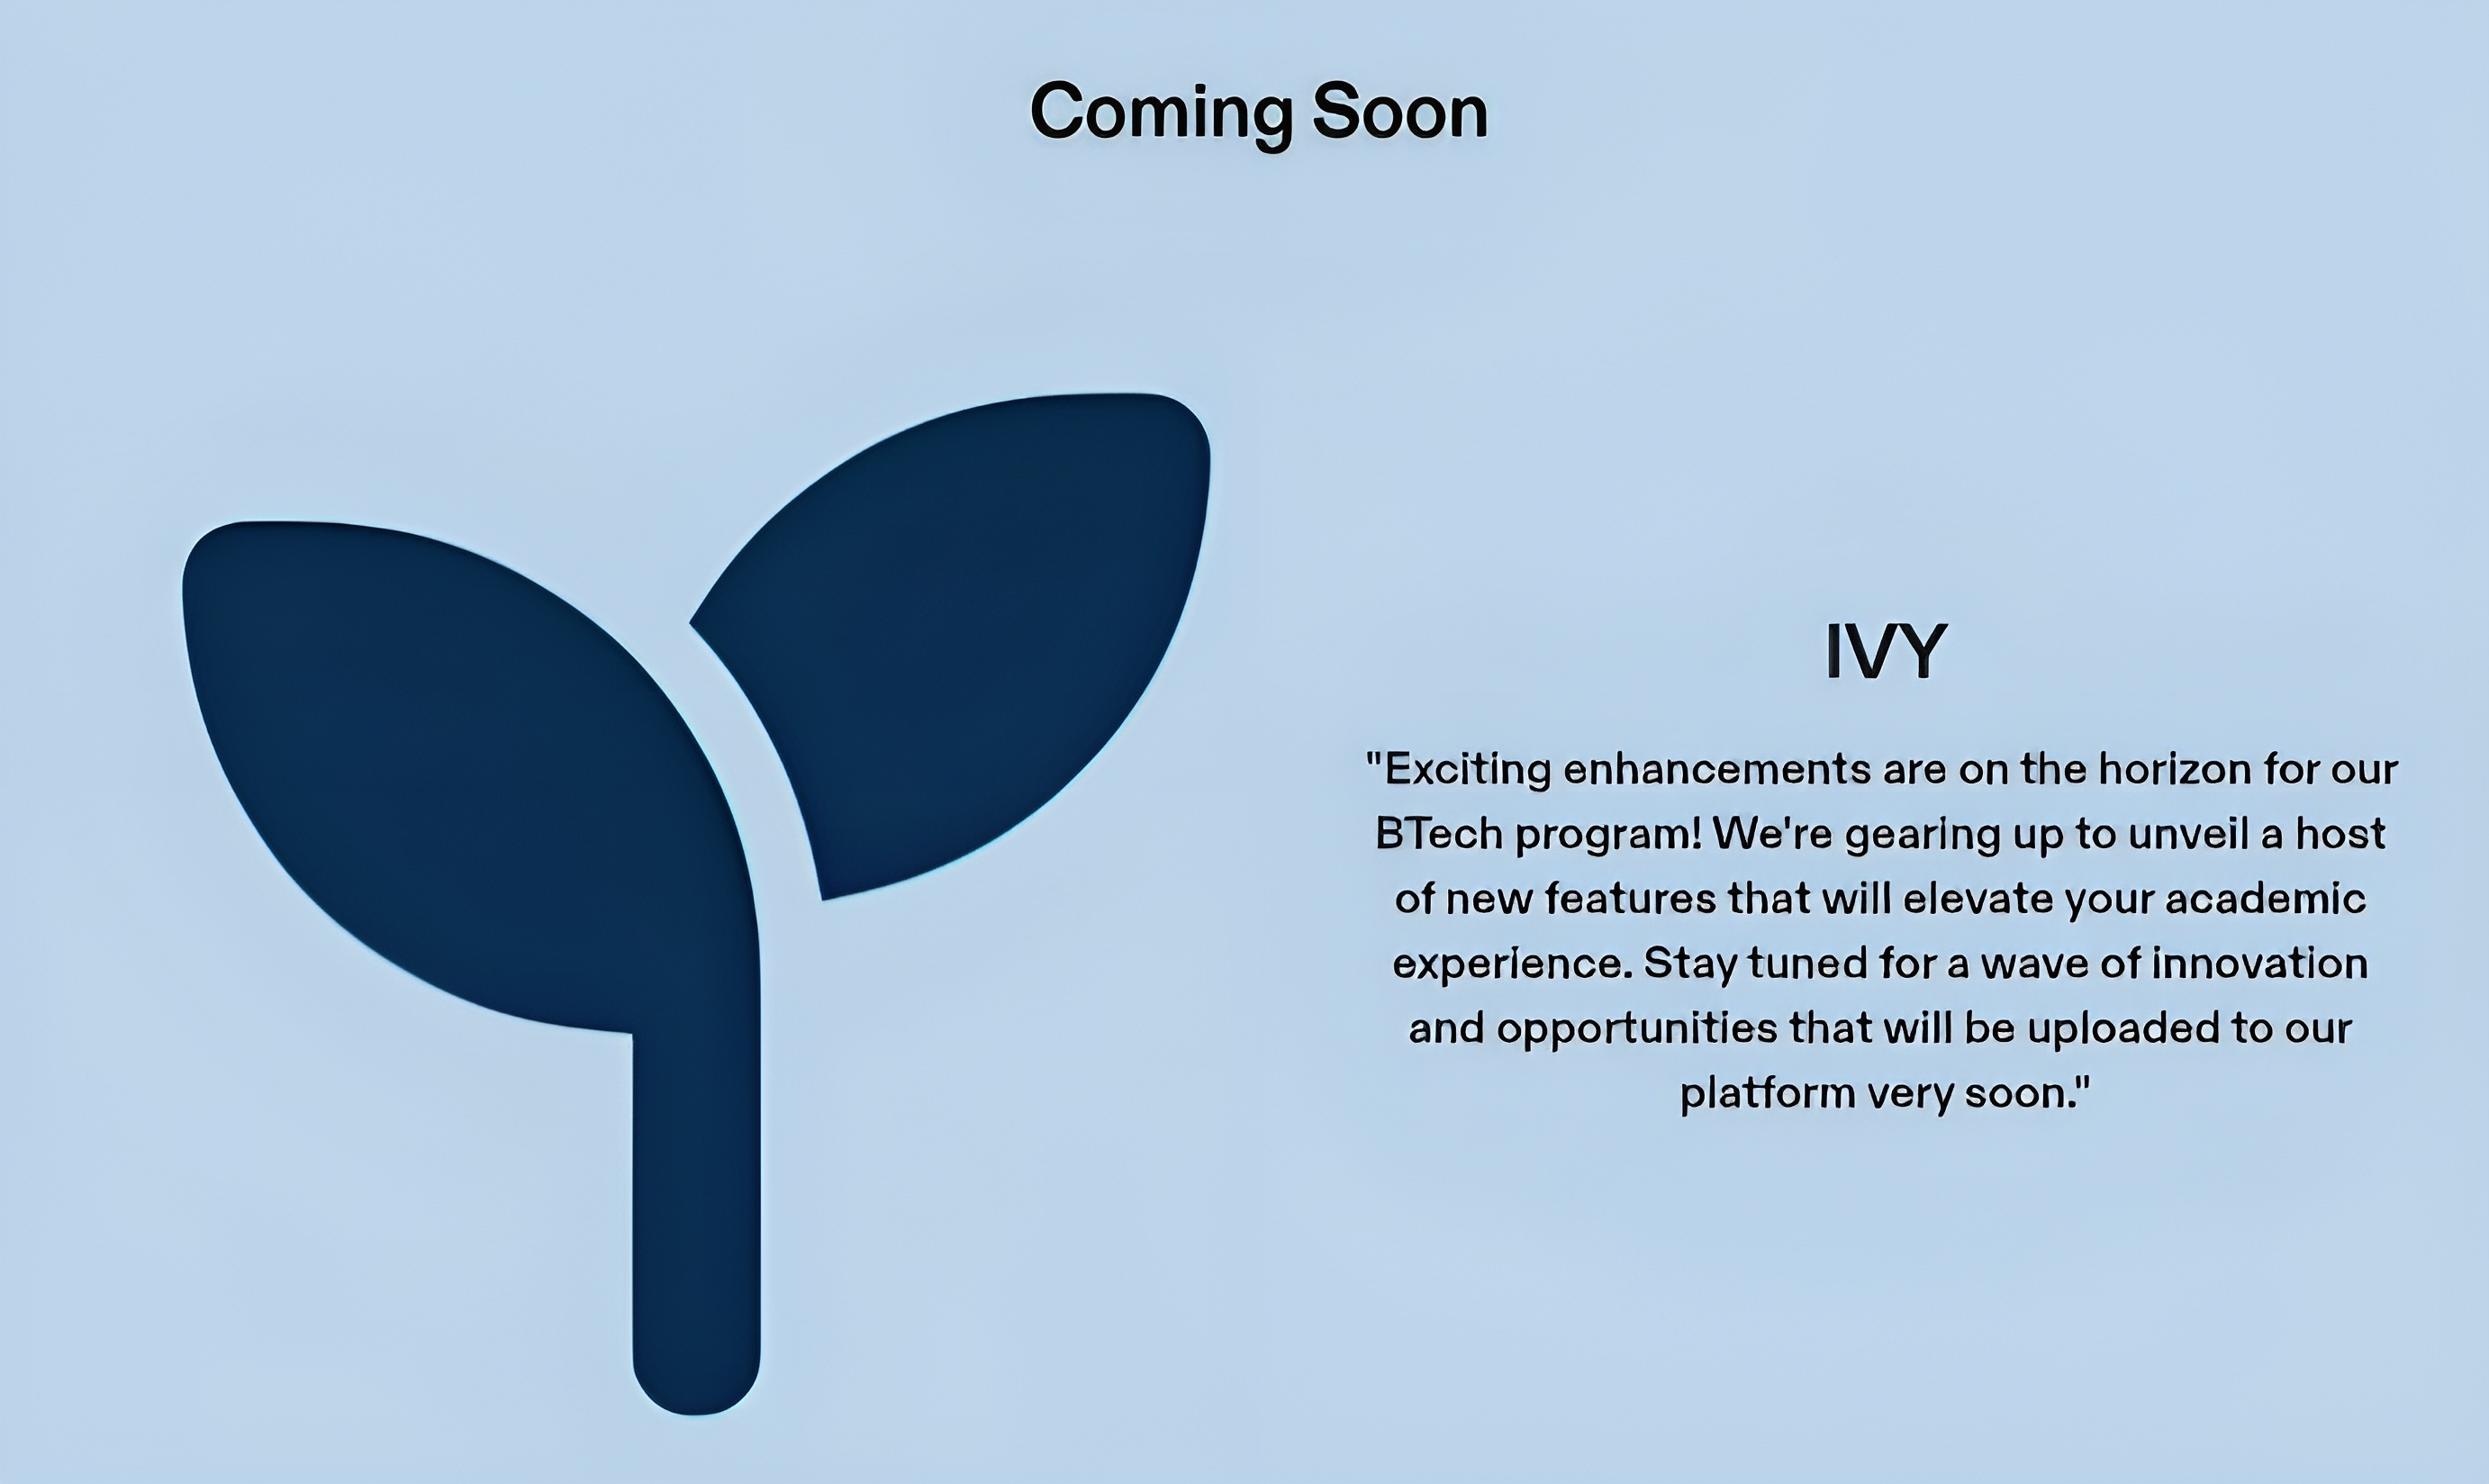 Coming Soon
IVY
"Exciting enhancements are on the horizon for our
BTech program! We're gearing up to unveil a host
of new features that will elevate your academic
experience. Stay tuned for a wave of innovation
and opportunities that will be uploaded to our
platform very soon."